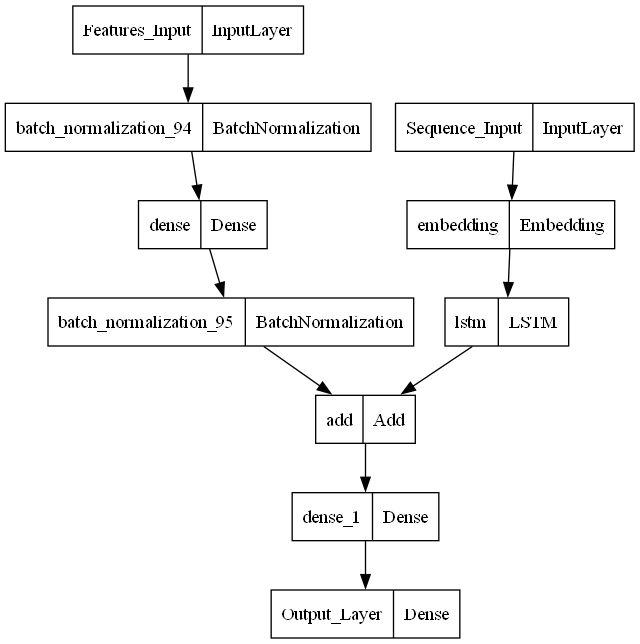 Features_Input InputLayer
batch_normalization_94 BatchNormalization
Sequence_Input InputLayer
dense Dense
embedding Embedding
batch_normalization_95 BatchNormalization
lstm LSTM
add Add
dense_1 Dense
Output_Layer Dense